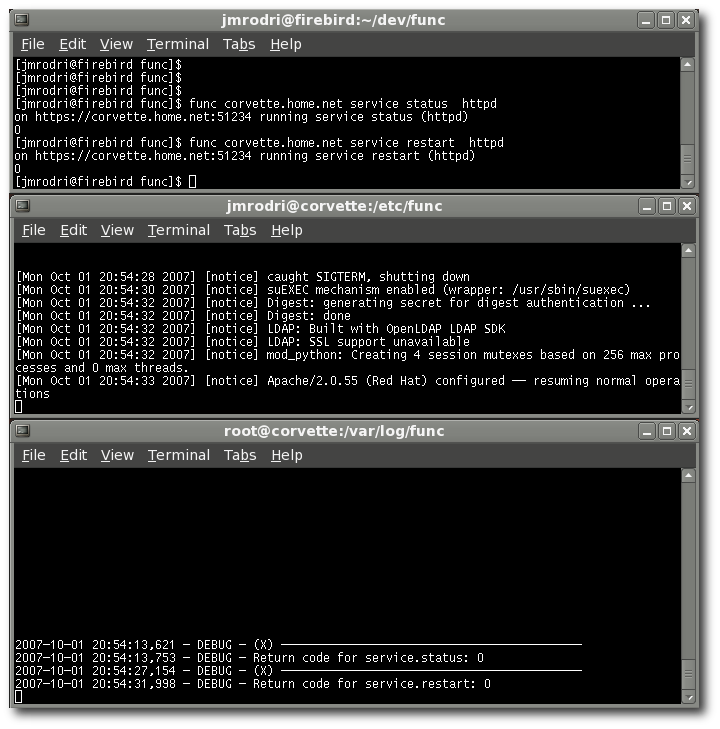 jmrodri@firebird:~/dev/func
File Edit View Terminal Tabs Help
[jmrodri@firebird func]$
[jmrodri@firebird func]$
[jmrodri@firebird func]$
[jmrodri@firebird func]$ func corvette.home.net service status  httpd
on https://corvette.home.net:51234 running service status (httpd)
0
[jmrodri@firebird func]$ func corvette.home.net service restart  httpd
on https://corvette.home.net:51234 running service restart (httpd)
0
[jmrodri@firebird func]$
jmrodri@corvette:/etc/func
File Edit View Terminal Tabs Help
[Mon Oct 01 20:54:28 2007] [notice] caught SIGTERM, shutting down
[Mon Oct 01 20:54:30 2007] [notice] suEXEC mechanism enabled (wrapper: /usr/sbin/suexec)
[Mon Oct 01 20:54:32 2007] [notice] Digest: generating secret for digest authentication ...
[Mon Oct 01 20:54:32 2007] [notice] Digest: done
[Mon Oct 01 20:54:32 2007] [notice] LDAP: Built with OpenLDAP LDAP SDK
[Mon Oct 01 20:54:32 2007] [notice] LDAP: SSL support unavailable
[Mon Oct 01 20:54:32 2007] [notice] mod_python: Creating 4 session mutexes based on 256 max pro
cesses and 0 max threads.
[Mon Oct 01 20:54:33 2007] [notice] Apache/2.0.55 (Red Hat) configured -- resuming normal opera
tions
root@corvette:/var/log/func
File Edit View Terminal Tabs Help
2007-10-01 20:54:13,621 - DEBUG - (X) -------------------------------------------
2007-10-01 20:54:13,753 - DEBUG - Return code for service.status: 0
2007-10-01 20:54:27,154 - DEBUG - (X) -------------------------------------------
2007-10-01 20:54:31,998 - DEBUG - Return code for service.restart: 0